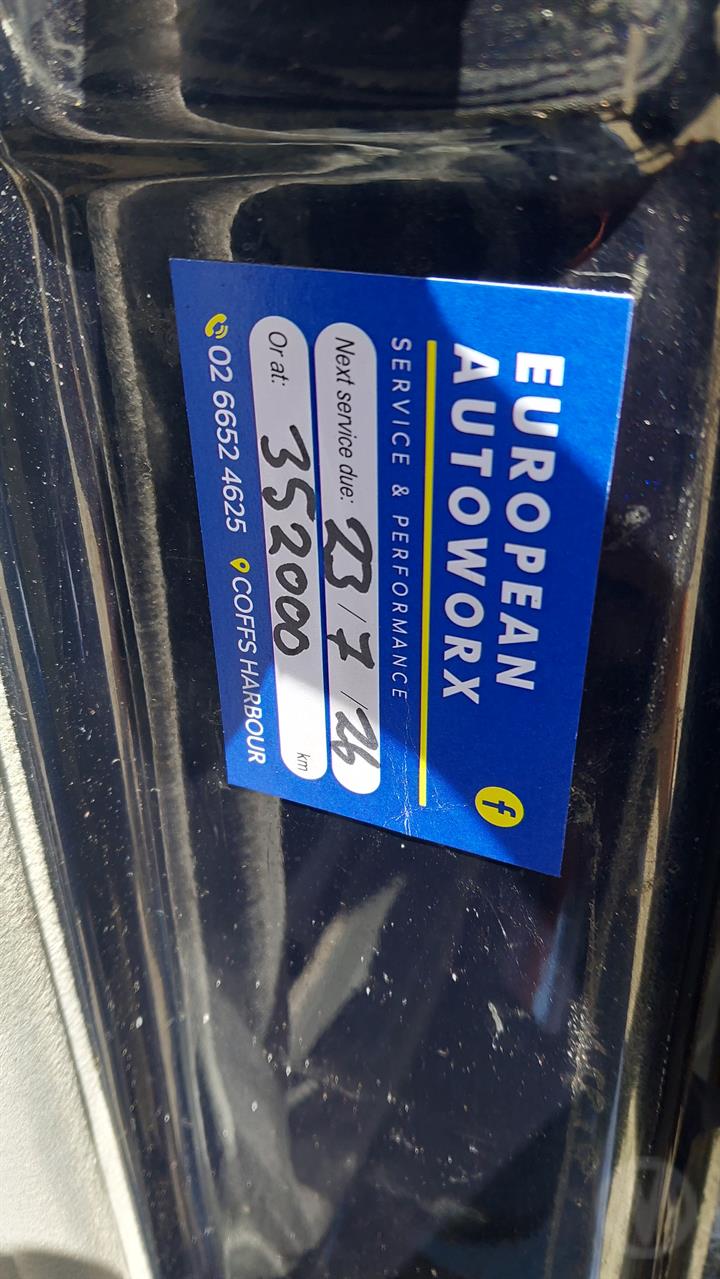 EUROPEAN
AUTOWORX
f
SERVICE & PERFORMANCE
Next service due: 23 / 7 / 26
Or at: 352000 km
02 6652 4625 COFFS HARBOUR